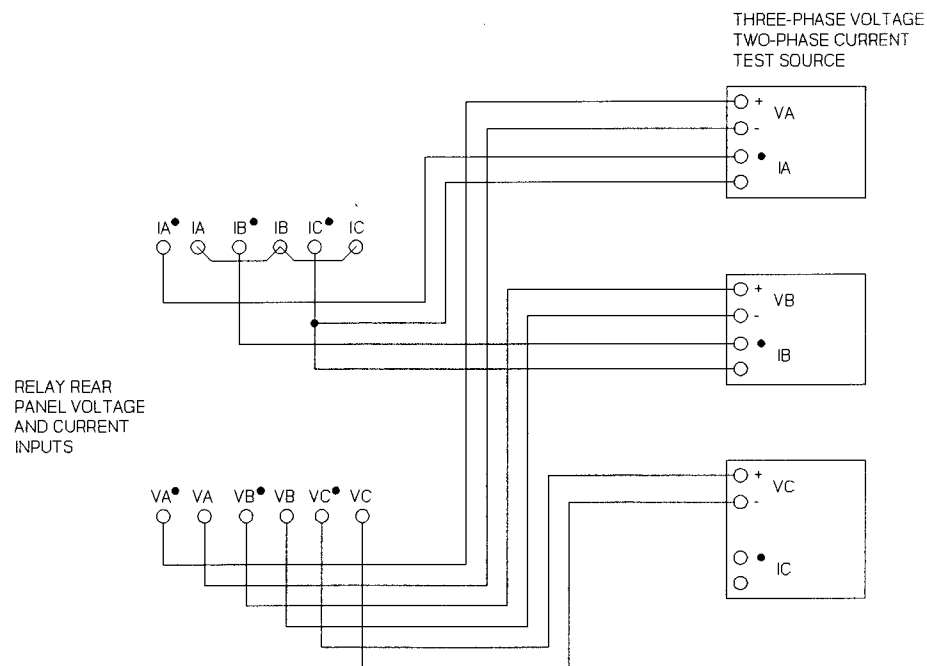 THREE-PHASE VOLTAGE
TWO-PHASE CURRENT
TEST SOURCE
+ VA
-
• IA
IA• IA IB• IB IC• IC
+ VB
-
• IB
RELAY REAR
PANEL VOLTAGE
AND CURRENT
INPUTS
VA• VA VB• VB VC• VC
+ VC
-
• IC